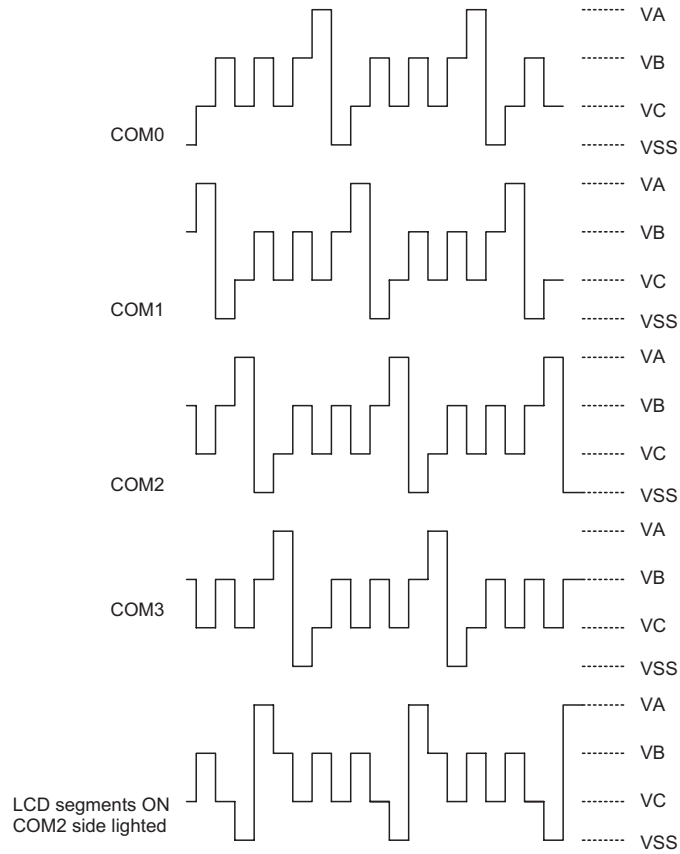 VA
VB
VC
COM0
VSS
VA
VB
VC
COM1
VSS
VA
VB
VC
COM2
VSS
VA
VB
COM3
VC
VSS
VA
VB
LCD segments ON
VC
COM2 side lighted
VSS